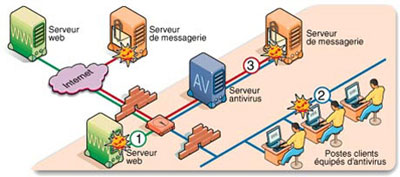 Serveur
web
Serveur
de messagerie
Serveur
de messagerie
WWW
Internet
3
AV
Serveur
antivirus
2
1
Serveur
web
Postes clients
équipés d'antivirus